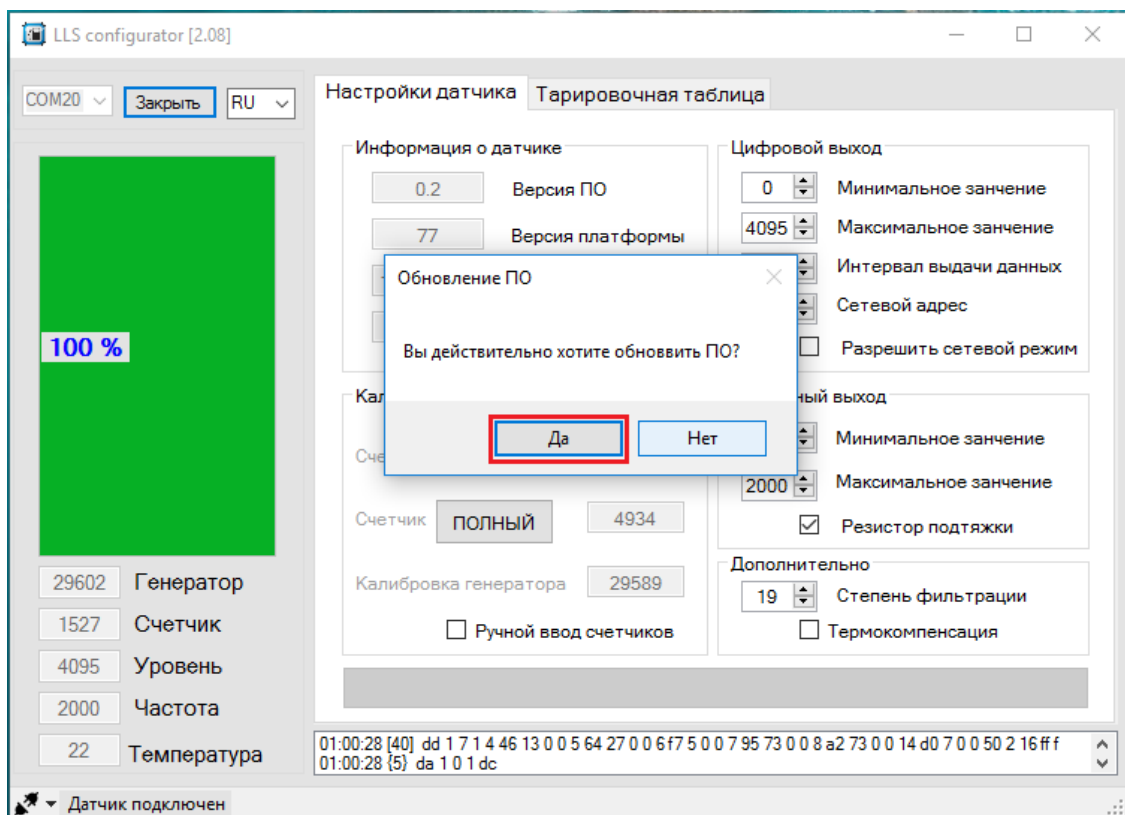 LLS configurator [2.08]
COM20 Закрыть RU
Настройки датчика Тарировочная таблица
Информация о датчике
0.2 Версия ПО
77 Версия платформы
Цифровой выход
0 Минимальное занчение
4095 Максимальное занчение
Интервал выдачи данных
Сетевой адрес
Разрешить сетевой режим
Обновление ПО
Вы действительно хотите обноввить ПО?
Да Нет
100 %
Кал
Сче
Счетчик ПОЛНЫЙ 4934
Калибровка генератора 29589
Ручной ввод счетчиков
ный выход
Минимальное занчение
2000 Максимальное занчение
Резистор подтяжки
Дополнительно
19 Степень фильтрации
Термокомпенсация
29602 Генератор
1527 Счетчик
4095 Уровень
2000 Частота
22 Температура
01:00:28 [40] dd 1 7 1 4 46 13 0 0 5 64 27 0 0 6 f7 5 0 0 7 95 73 0 0 8 a2 73 0 0 14 d0 7 0 0 50 2 16 ff f
01:00:28 {5} da 1 0 1 dc
Датчик подключен